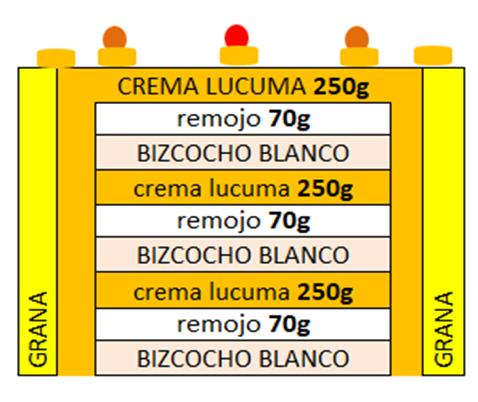 CREMA LUCUMA 250g
remojo 70g
BIZCOCHO BLANCO
crema lucuma 250g
remojo 70g
BIZCOCHO BLANCO
crema lucuma 250g
remojo 70g
BIZCOCHO BLANCO
GRANA
GRANA